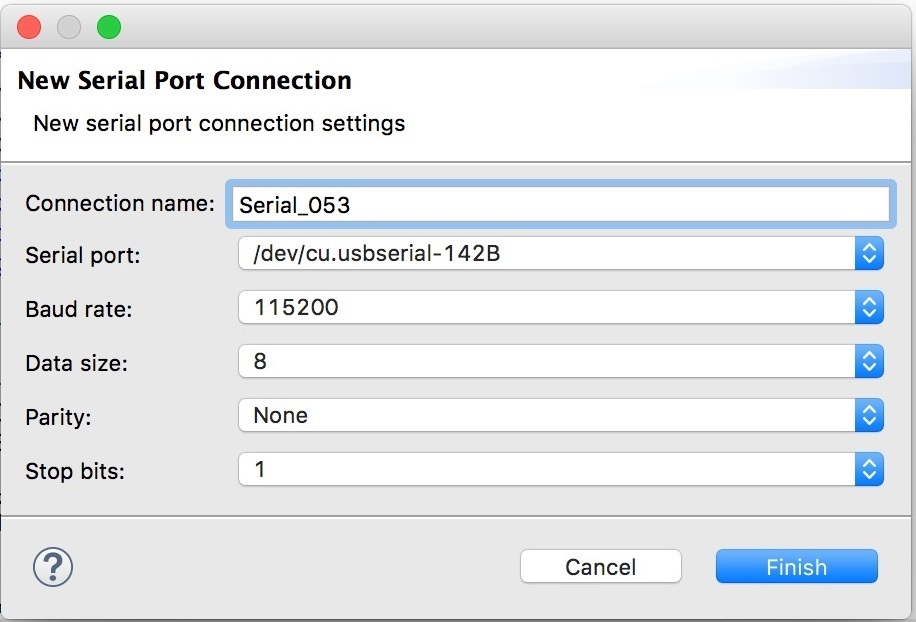 New Serial Port Connection
New serial port connection settings
Connection name: Serial_053
Serial port: /dev/cu.usbserial-142B
Baud rate: 115200
Data size: 8
Parity: None
Stop bits: 1
? Cancel Finish